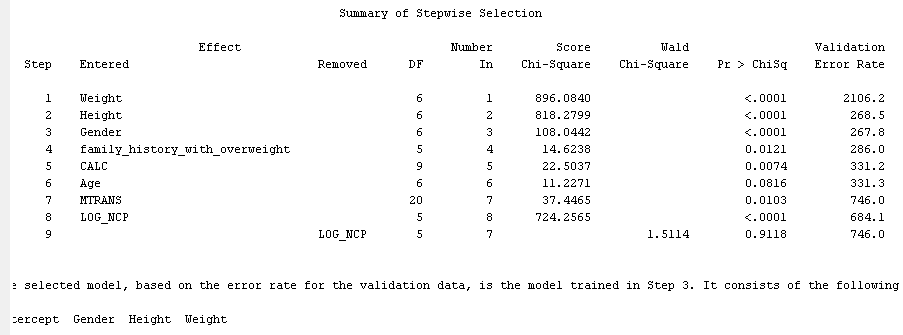 Summary of Stepwise Selection
Effect Number Score Wald Validation
Step Entered Removed DF In Chi-Square Chi-Square Pr > ChiSq Error Rate
1 Weight 6 1 896.0840 <.0001 2106.2
2 Height 6 2 818.2799 <.0001 268.5
3 Gender 6 3 108.0442 <.0001 267.8
4 family_history_with_overweight 5 4 14.6238 0.0121 286.0
5 CALC 9 5 22.5037 0.0074 331.2
6 Age 6 6 11.2271 0.0816 331.3
7 MTRANS 20 7 37.4465 0.0103 746.0
8 LOG_NCP 5 8 724.2565 <.0001 684.1
9 LOG_NCP 5 7 1.5114 0.9118 746.0
e selected model, based on the error rate for the validation data, is the model trained in Step 3. It consists of the following
tercept Gender Height Weight